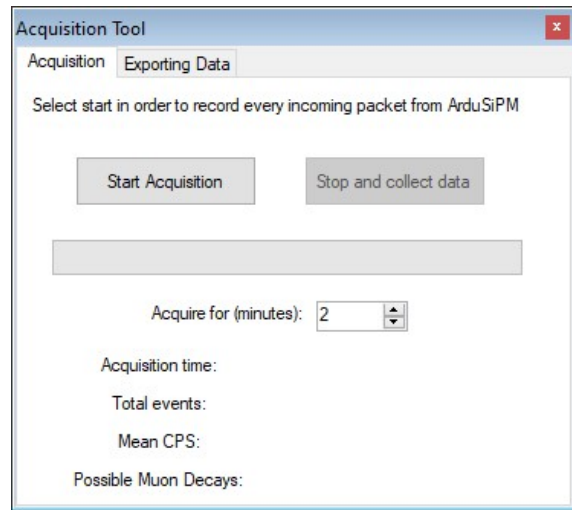 Acquisition Tool
x
Acquisition Exporting Data
Select start in order to record every incoming packet from ArduSiPM
Start Acquisition Stop and collect data
Acquire for (minutes): 2
Acquisition time:
Total events:
Mean CPS:
Possible Muon Decays: